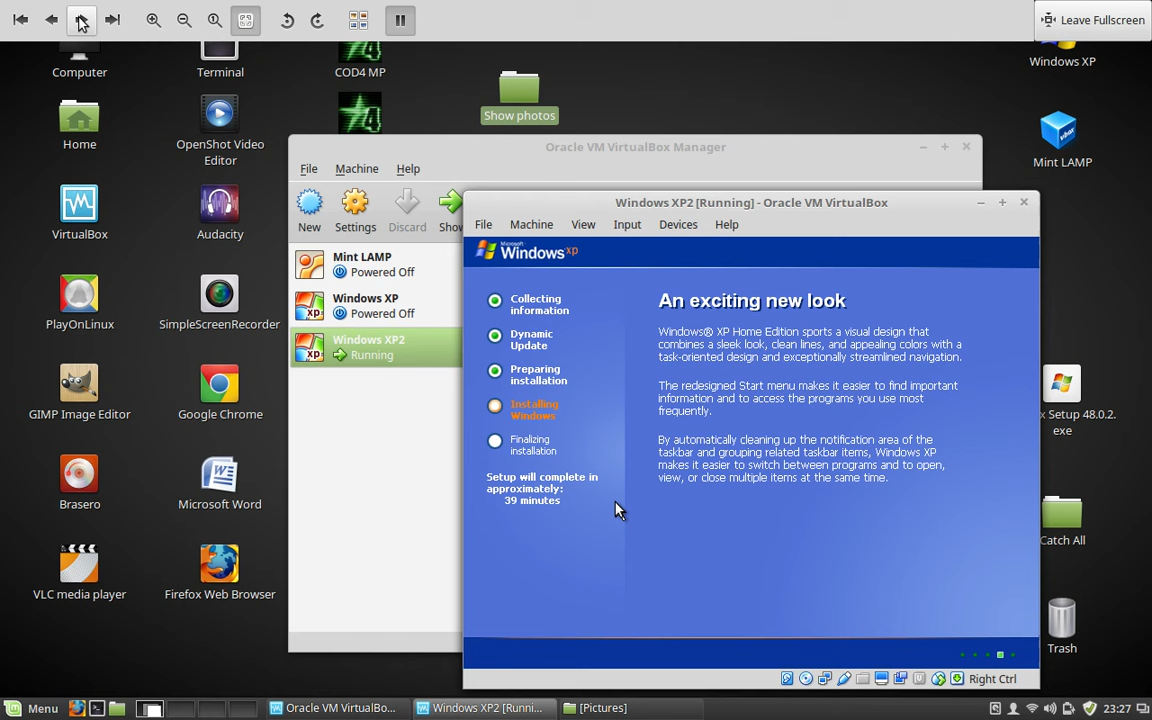 Leave Fullscreen
Computer
Terminal
COD4 MP
Windows XP
Show photos
Home
OpenShot Video
Editor
Mint LAMP
Oracle VM VirtualBox Manager
File Machine Help
New Settings Discard
VirtualBox
Audacity
Mint LAMP
Powered Off
Windows XP
Powered Off
Windows XP2
Running
PlayOnLinux
SimpleScreenRecorder
GIMP Image Editor
Google Chrome
Brasero
Microsoft Word
VLC media player
Firefox Web Browser
Windows XP2 [Running] - Oracle VM VirtualBox
File Machine View Input Devices Help
Microsoft
Windows xp
Collecting
information
Dynamic
Update
Preparing
installation
Installing
Windows
Finalizing
installation
Setup will complete in
approximately:
39 minutes
An exciting new look
Windows® XP Home Edition sports a visual design that
combines a sleek look, clean lines, and appealing colors with a
task-oriented design and exceptionally streamlined navigation.
The redesigned Start menu makes it easier to find important
information and to access the programs you use most
frequently.
By automatically cleaning up the notification area of the
taskbar and grouping related taskbar items, Windows XP
makes it easier to switch between programs and to open,
view, or close multiple items at the same time.
Right Ctrl
x Setup 48.0.2.
exe
Catch All
Trash
Menu
Oracle VM VirtualBo...
Windows XP2 [Runni...
[Pictures]
23:27